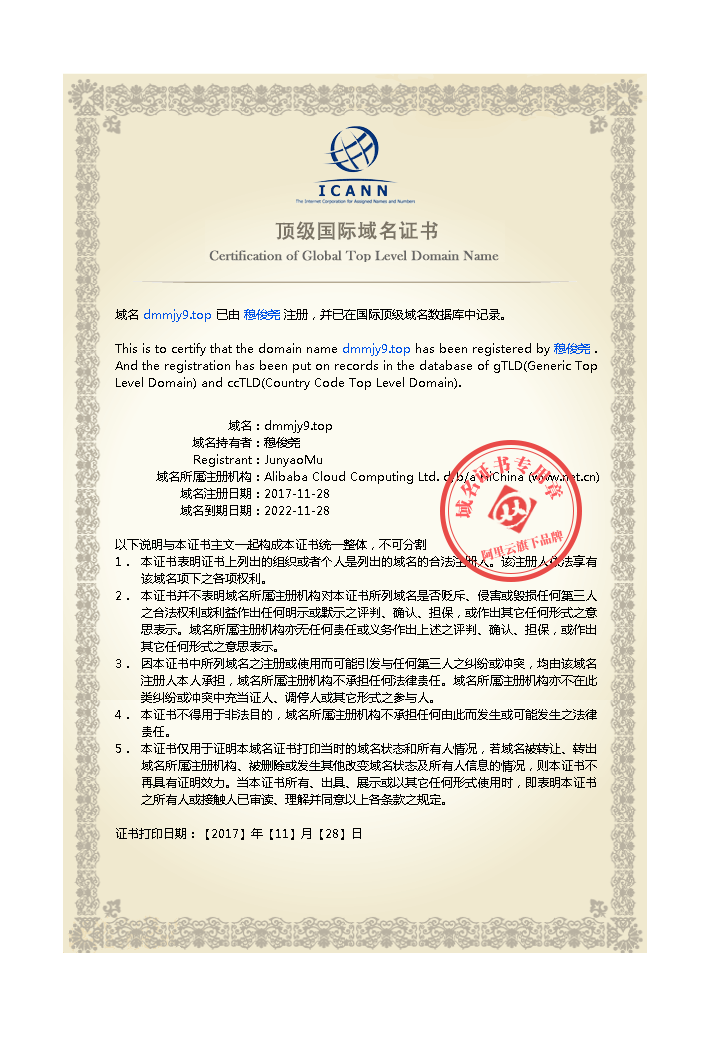 ICANN
The Internet Corporation for Assigned Names and Numbers
顶级国际域名证书
Certification of Global Top Level Domain Name
域名 dmmjy9.top 已由 穆俊尧 注册，并已在国际顶级域名数据库中记录。
This is to certify that the domain name dmmjy9.top has been registered by 穆俊尧 .
And the registration has been put on records in the database of gTLD(Generic Top
Level Domain) and ccTLD(Country Code Top Level Domain).
域名：dmmjy9.top
域名持有者：穆俊尧
Registrant：JunyaoMu
域名所属注册机构：Alibaba Cloud Computing Ltd. d/b/a HiChina (www.net.cn)
域名注册日期：2017-11-28
域名到期日期：2022-11-28
域名证书专用章
阿里云旗下品牌
以下说明与本证书主文一起构成本证书统一整体，不可分割
1． 本证书表明证书上列出的组织或者个人是列出的域名的合法注册人。该注册人依法享有
该域名项下之各项权利。
2． 本证书并不表明域名所属注册机构对本证书所列域名是否贬斥、侵害或毁损任何第三人
之合法权利或利益作出任何明示或默示之评判、确认、担保，或作出其它任何形式之意
思表示。域名所属注册机构亦无任何责任或义务作出上述之评判、确认、担保，或作出
其它任何形式之意思表示。
3． 因本证书中所列域名之注册或使用而可能引发与任何第三人之纠纷或冲突，均由该域名
注册人本人承担，域名所属注册机构不承担任何法律责任。域名所属注册机构亦不在此
类纠纷或冲突中充当证人、调停人或其它形式之参与人。
4． 本证书不得用于非法目的，域名所属注册机构不承担任何由此而发生或可能发生之法律
责任。
5． 本证书仅用于证明本域名证书打印当时的域名状态和所有人情况，若域名被转让、转出
域名所属注册机构、被删除或发生其他改变域名状态及所有人信息的情况，则本证书不
再具有证明效力。当本证书所有、出具、展示或以其它任何形式使用时，即表明本证书
之所有人或接触人已审读、理解并同意以上各条款之规定。
证书打印日期：【2017】年【11】月【28】日